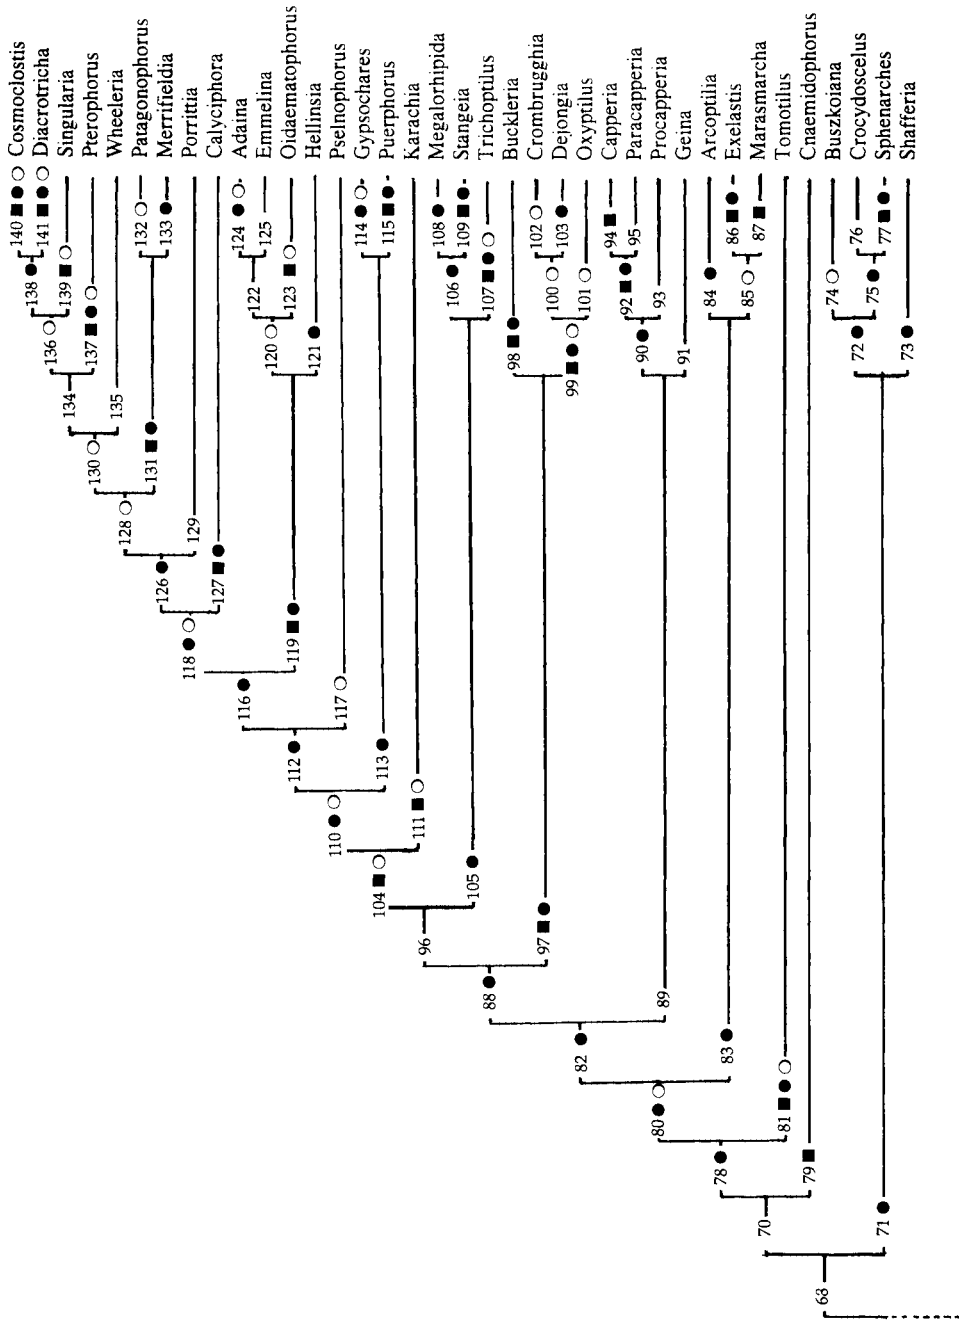 Cosmoclostis
Diacrotricha
Singularia
Pterophorus
Wheeleria
Patagonophorus
Merrifieldia
Porrittia
Calyciphora
Adaina
Emmelina
Oidaematophorus
Hellinsia
Pselnophorus
Gypsochares
Puerphorus
Karachia
Megalorhipida
Stangeia
Trichoptilus
Buckleria
Crombrugghia
Dejongia
Oxyptilus
Capperia
Paracapperia
Procapperia
Geina
Arcoptilia
Exelastis
Marasmarcha
Tomotilus
Cnaemidophorus
Buszkoiana
Crocydoscelus
Sphenarches
Shafferia
140
141
138
139
136
137
134
135
130
131
132
133
128
129
126
127
118
119
124
125
122
123
120
121
116
117
112
113
114
115
110
111
104
105
108
109
106
107
96
97
98
99
102
103
100
101
88
89
94
95
92
93
90
91
82
83
84
85
86
87
80
81
78
79
70
71
74
76
77
75
72
73
68